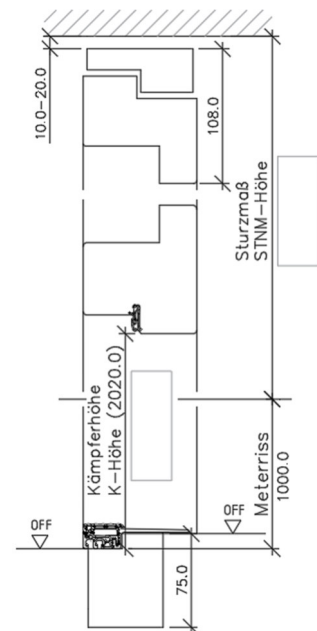 10.0-20.0
108.0
Sturzmaß
STNM-Höhe
Kämpferhöhe
K-Höhe (2020.0)
Meterriss
1000.0
OFF
OFF
75.0